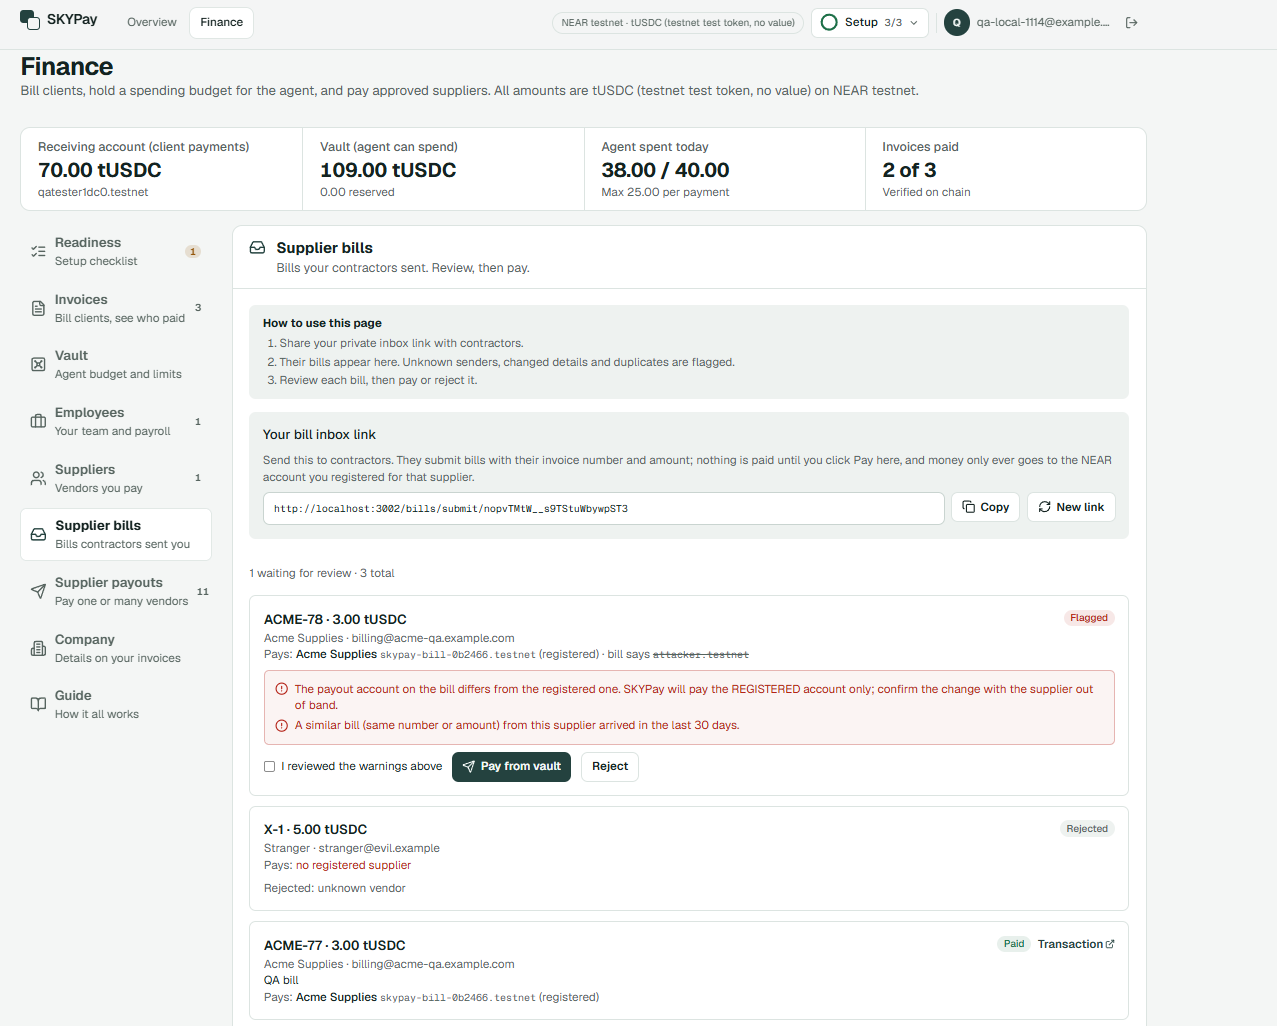 SKYPay
Overview
Finance
NEAR testnet · tUSDC (testnet test token, no value)
Setup 3/3
Q
qa-local-1114@example....
Finance
Bill clients, hold a spending budget for the agent, and pay approved suppliers. All amounts are tUSDC (testnet test token, no value) on NEAR testnet.
Receiving account (client payments)
70.00 tUSDC
qatester1dc0.testnet
Vault (agent can spend)
109.00 tUSDC
0.00 reserved
Agent spent today
38.00 / 40.00
Max 25.00 per payment
Invoices paid
2 of 3
Verified on chain
Readiness
Setup checklist
1
Invoices
Bill clients, see who paid
3
Vault
Agent budget and limits
Employees
Your team and payroll
1
Suppliers
Vendors you pay
1
Supplier bills
Bills contractors sent you
Supplier payouts
Pay one or many vendors
11
Company
Details on your invoices
Guide
How it all works
Supplier bills
Bills your contractors sent. Review, then pay.
How to use this page
1. Share your private inbox link with contractors.
2. Their bills appear here. Unknown senders, changed details and duplicates are flagged.
3. Review each bill, then pay or reject it.
Your bill inbox link
Send this to contractors. They submit bills with their invoice number and amount; nothing is paid until you click Pay here, and money only ever goes to the NEAR
account you registered for that supplier.
http://localhost:3002/bills/submit/nopvTMtW__s9TStuWbywpST3
Copy
New link
1 waiting for review · 3 total
ACME-78 · 3.00 tUSDC
Flagged
Acme Supplies · billing@acme-qa.example.com
Pays: Acme Supplies skypay-bill-0b2466.testnet (registered) · bill says attacker.testnet
The payout account on the bill differs from the registered one. SKYPay will pay the REGISTERED account only; confirm the change with the supplier out
of band.
A similar bill (same number or amount) from this supplier arrived in the last 30 days.
I reviewed the warnings above
Pay from vault
Reject
X-1 · 5.00 tUSDC
Rejected
Stranger · stranger@evil.example
Pays: no registered supplier
Rejected: unknown vendor
ACME-77 · 3.00 tUSDC
Paid
Transaction
Acme Supplies · billing@acme-qa.example.com
QA bill
Pays: Acme Supplies skypay-bill-0b2466.testnet (registered)